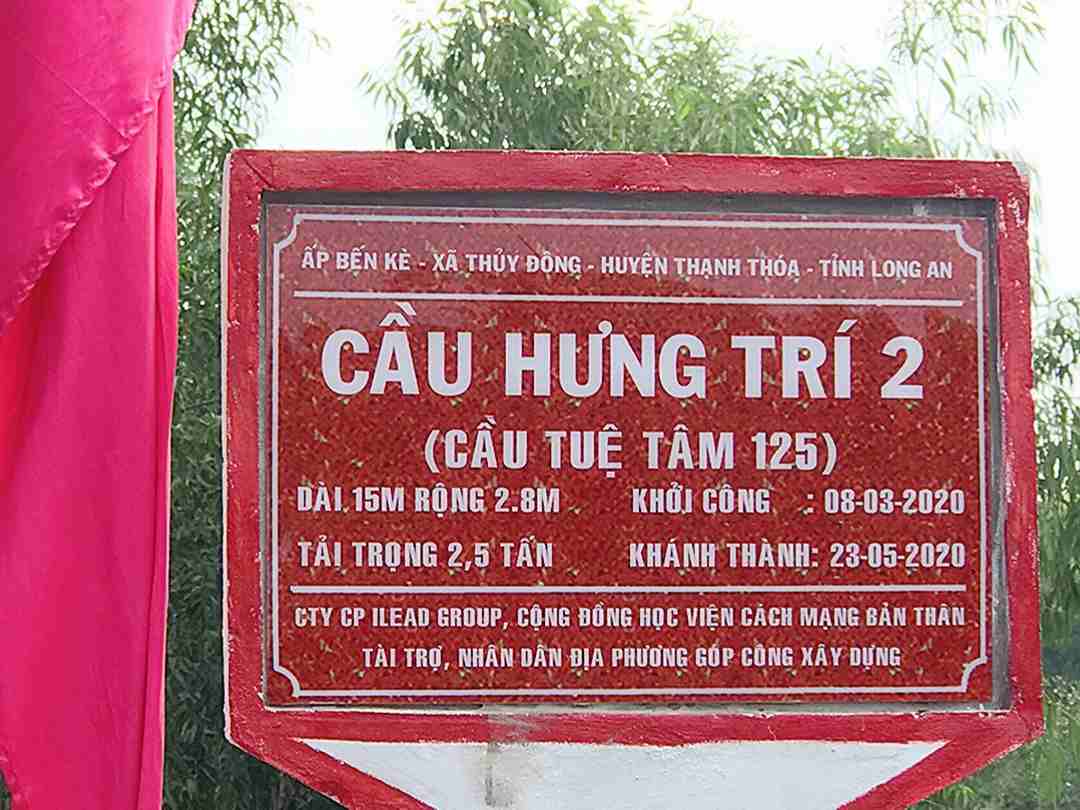 ẤP BẾN KÈ - XÃ THỦY ĐÔNG - HUYỆN THẠNH THÓA - TỈNH LONG AN
CẦU HƯNG TRÍ 2
(CẦU TUỆ TÂM 125)
DÀI 15M RỘNG 2.8M KHỞI CÔNG : 08-03-2020
TẢI TRỌNG 2,5 TẤN KHÁNH THÀNH: 23-05-2020
CTY CP ILEAD GROUP, CỘNG ĐỒNG HỌC VIỆN CÁCH MẠNG BẢN THÂN
TÀI TRỢ, NHÂN DÂN ĐỊA PHƯƠNG GÓP CÔNG XÂY DỰNG